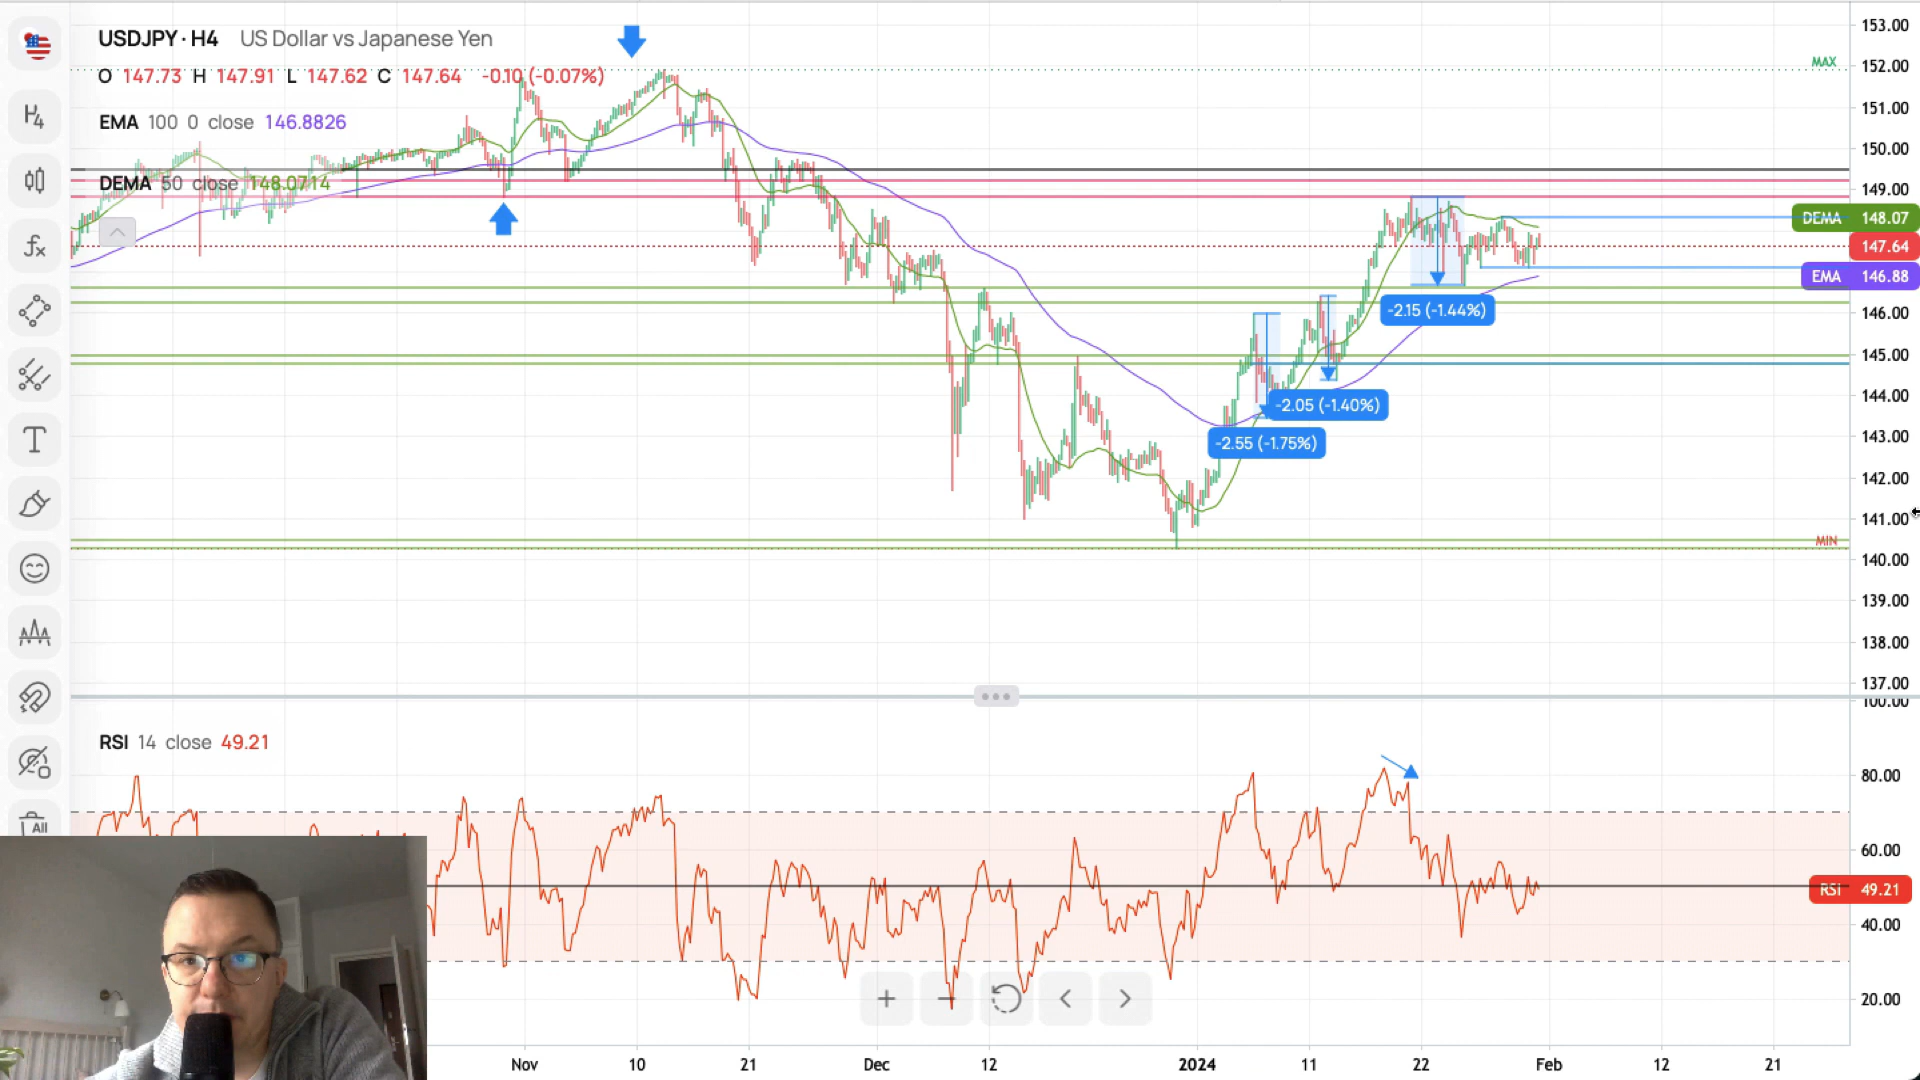 USDJPY · H4 US Dollar vs Japanese Yen
O 147.73 H 147.91 L 147.62 C 147.64 -0.10 (-0.07%)
EMA 100 0 close 146.8826
DEMA 50 close 148.0714
H4
fx
T
All
MAX
MIN
-2.15 (-1.44%)
-2.05 (-1.40%)
-2.55 (-1.75%)
153.00
152.00
151.00
150.00
149.00
DEMA 148.07
147.64
EMA 146.88
146.00
145.00
144.00
143.00
142.00
141.00
140.00
139.00
138.00
137.00
100.00
RSI 14 close 49.21
80.00
60.00
RSI 49.21
40.00
20.00
Nov 10 21 Dec 12 2024 11 22 Feb 12 21